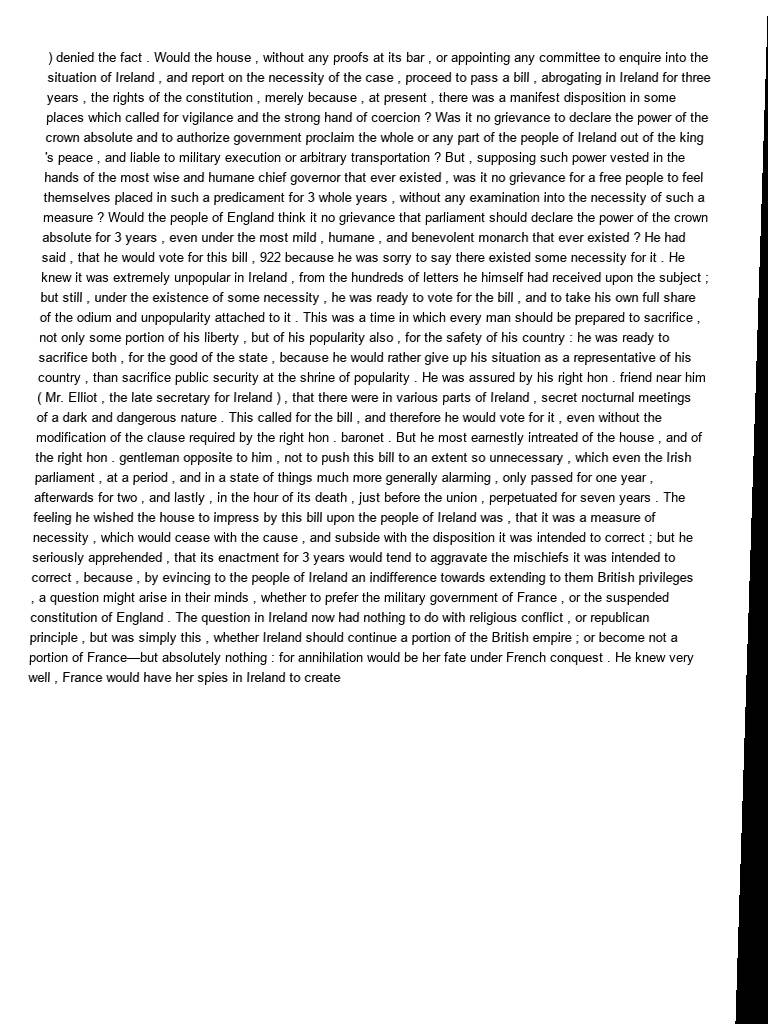 ) denied the fact . Would the house , without any proofs at its bar , or appointing any committee to enquire into the
situation of Ireland , and report on the necessity of the case , proceed to pass a bill , abrogating in Ireland for three
years , the rights of the constitution , merely because , at present , there was a manifest disposition in some
places which called for vigilance and the strong hand of coercion ? Was it no grievance to declare the power of the
crown absolute and to authorize government proclaim the whole or any part of the people of Ireland out of the king
's peace , and liable to military execution or arbitrary transportation ? But , supposing such power vested in the
hands of the most wise and humane chief governor that ever existed , was it no grievance for a free people to feel
themselves placed in such a predicament for 3 whole years , without any examination into the necessity of such a
measure ? Would the people of England think it no grievance that parliament should declare the power of the crown
absolute for 3 years , even under the most mild , humane , and benevolent monarch that ever existed ? He had
said , that he would vote for this bill , 922 because he was sorry to say there existed some necessity for it . He
knew it was extremely unpopular in Ireland , from the hundreds of letters he himself had received upon the subject ;
but still , under the existence of some necessity , he was ready to vote for the bill , and to take his own full share
of the odium and unpopularity attached to it . This was a time in which every man should be prepared to sacrifice ,
not only some portion of his liberty , but of his popularity also , for the safety of his country : he was ready to
sacrifice both , for the good of the state , because he would rather give up his situation as a representative of his
country , than sacrifice public security at the shrine of popularity . He was assured by his right hon . friend near him
( Mr. Elliot , the late secretary for Ireland ) , that there were in various parts of Ireland , secret nocturnal meetings
of a dark and dangerous nature . This called for the bill , and therefore he would vote for it , even without the
modification of the clause required by the right hon . baronet . But he most earnestly intreated of the house , and of
the right hon . gentleman opposite to him , not to push this bill to an extent so unnecessary , which even the Irish
parliament , at a period , and in a state of things much more generally alarming , only passed for one year ,
afterwards for two , and lastly , in the hour of its death , just before the union , perpetuated for seven years . The
feeling he wished the house to impress by this bill upon the people of Ireland was , that it was a measure of
necessity , which would cease with the cause , and subside with the disposition it was intended to correct ; but he
seriously apprehended , that its enactment for 3 years would tend to aggravate the mischiefs it was intended to
correct , because , by evincing to the people of Ireland an indifference towards extending to them British privileges
, a question might arise in their minds , whether to prefer the military government of France , or the suspended
constitution of England . The question in Ireland now had nothing to do with religious conflict , or republican
principle , but was simply this , whether Ireland should continue a portion of the British empire ; or become not a
portion of France—but absolutely nothing : for annihilation would be her fate under French conquest . He knew very
well , France would have her spies in Ireland to create